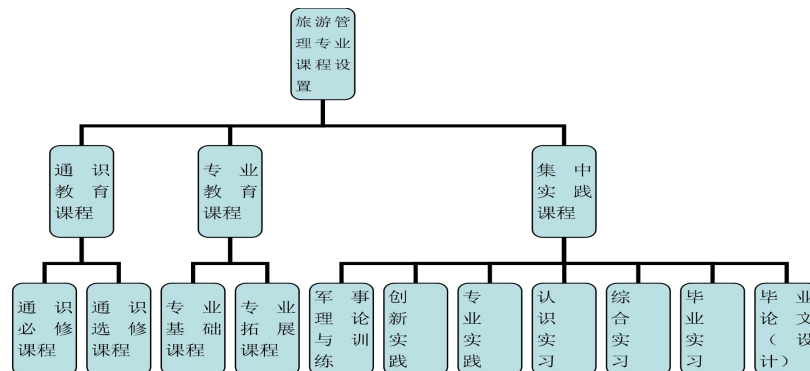 旅游管
理专业
课程设
置
通识
教育
课程
专业
教育
课程
集中
实践
课程
通识
必修
课程
通识
选修
课程
专业
基础
课程
专业
拓展
课程
军事
理论
与训
练
创
新
实
践
专
业
实
践
认
识
实
习
综
合
实
习
毕
业
实
习
毕业
论文
（设
计）